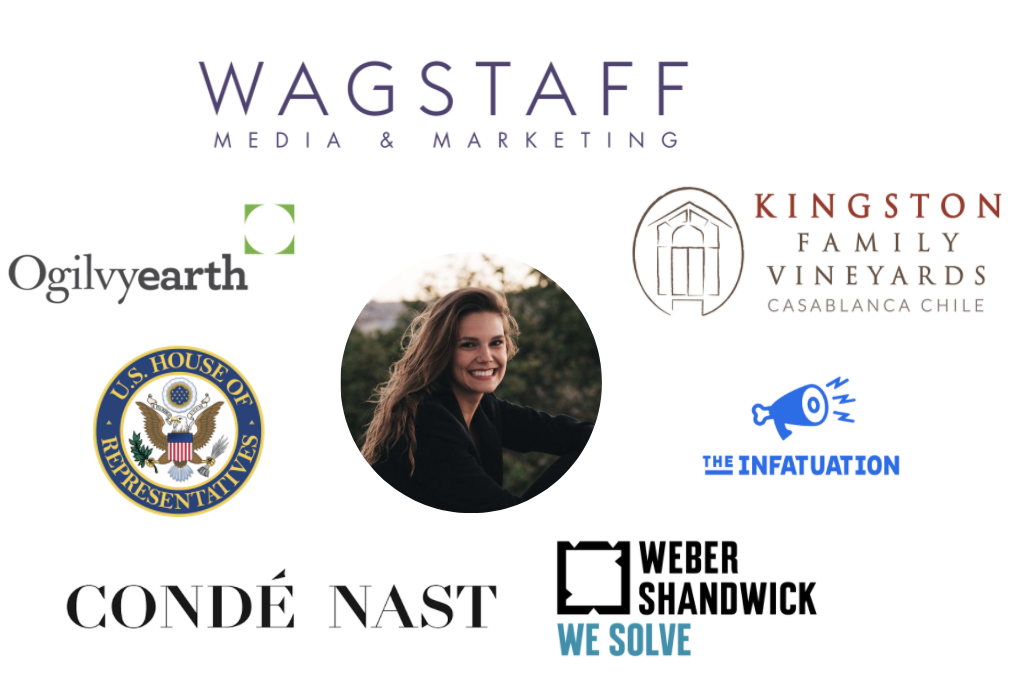 WAGSTAFF
MEDIA & MARKETING
Ogilvyearth
KINGSTON
FAMILY
VINEYARDS
CASABLANCA CHILE
U.S. HOUSE OF
REPRESENTATIVES
THE INFATUATION
CONDÉ NAST
WEBER
SHANDWICK
WE SOLVE